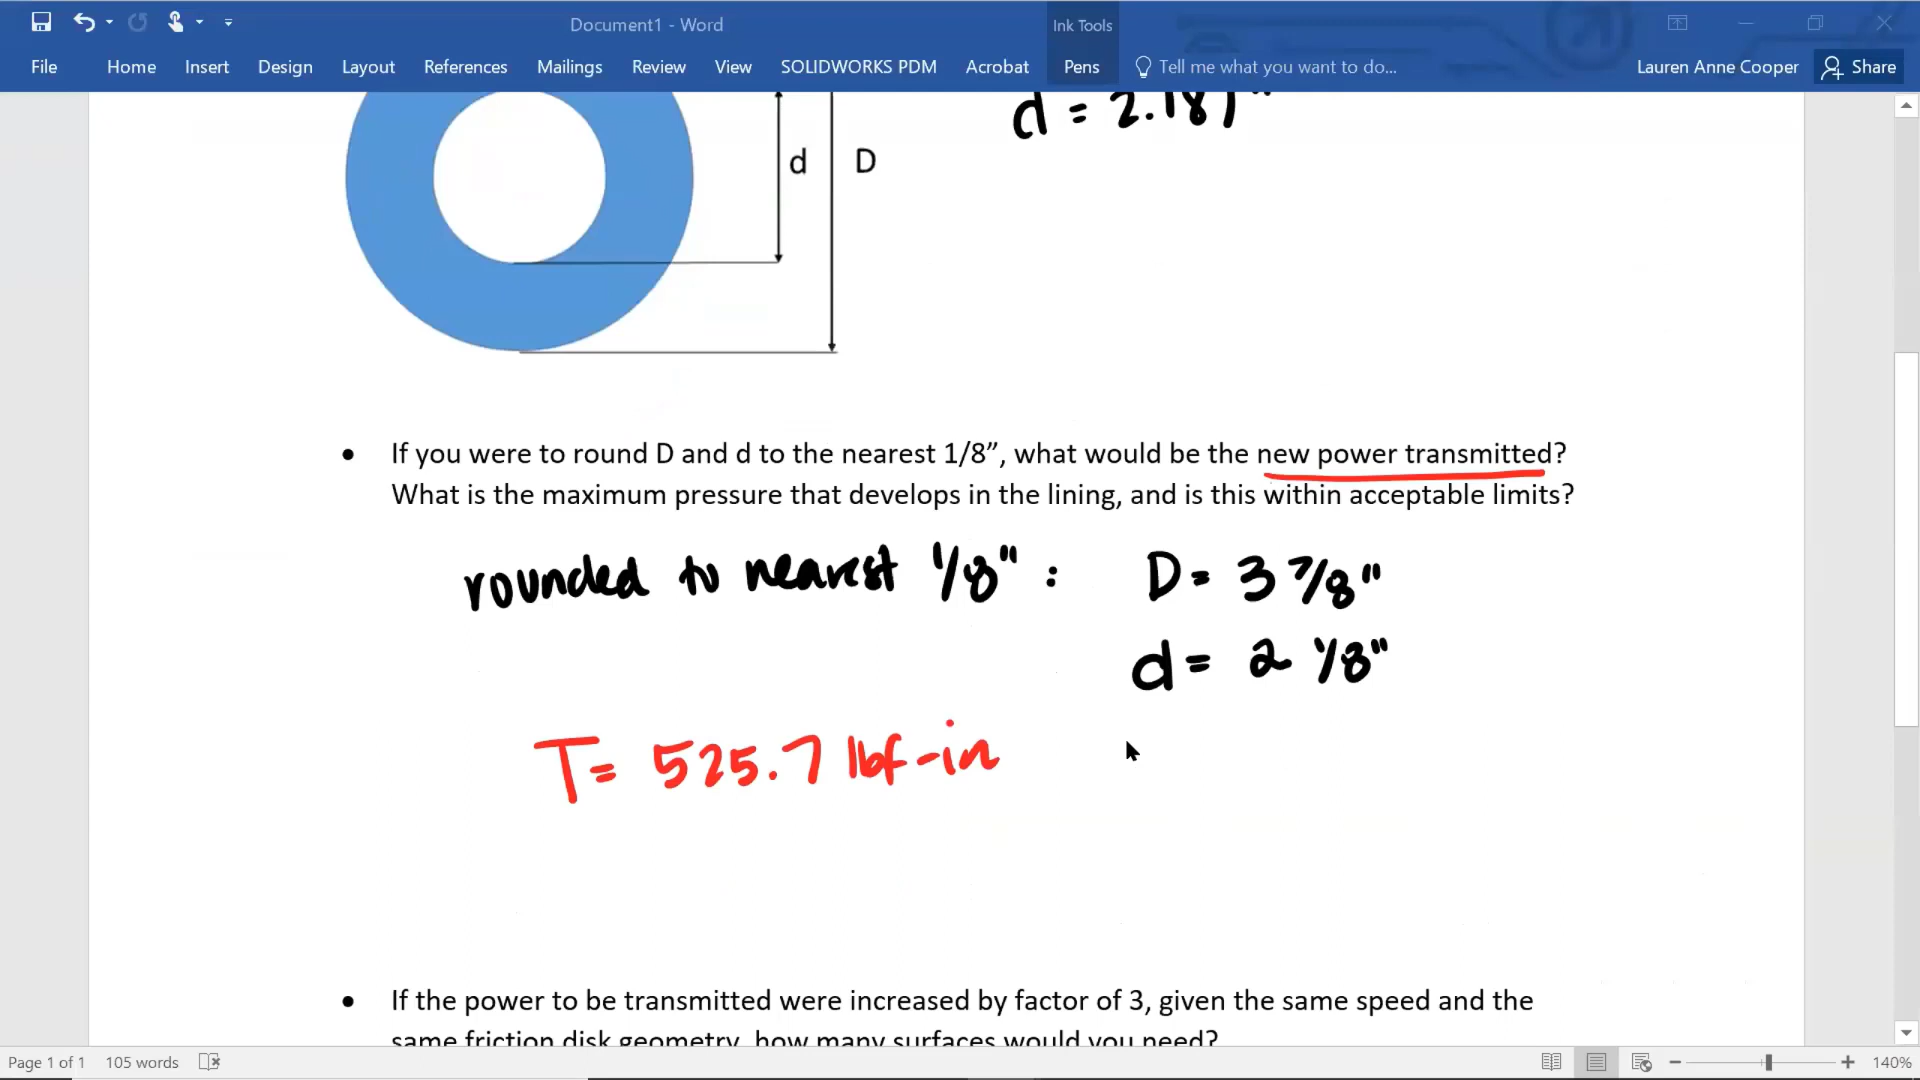 Document1 - Word
Ink Tools
File Home Insert Design Layout References Mailings Review View SOLIDWORKS PDM Acrobat Pens Tell me what you want to do... Lauren Anne Cooper Share
d = 2.187"
d D
• If you were to round D and d to the nearest 1/8”, what would be the new power transmitted?
What is the maximum pressure that develops in the lining, and is this within acceptable limits?
rounded to nearest 1/8" : D = 3 7/8"
d = 2 1/8"
T = 525.7 lbf-in
• If the power to be transmitted were increased by factor of 3, given the same speed and the
same friction disk geometry, how many surfaces would you need?
Page 1 of 1 105 words 140%